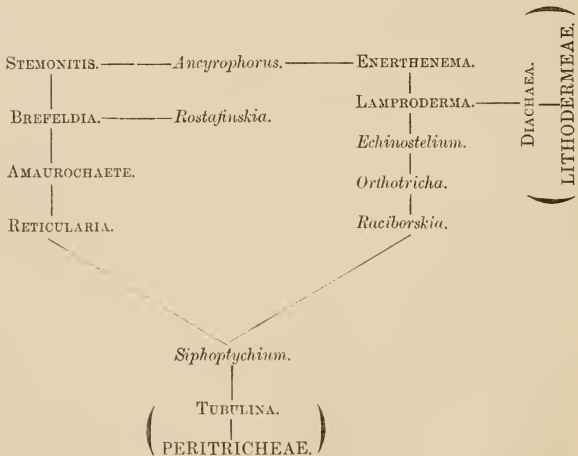 STEMONITIS. Ancyrophorus. ENERTHENEMA.
LAMPRODERMA. DIACHAEA. (LITHODERMEAE.)
BREFELDIA. Rostafinskia.
Echinostelium.
AMAUROCHAETE.
Orthotricha.
RETICULARIA. Raciborskia.
Siphoptychium.
TUBULINA.
(PERITRICHEAE.)